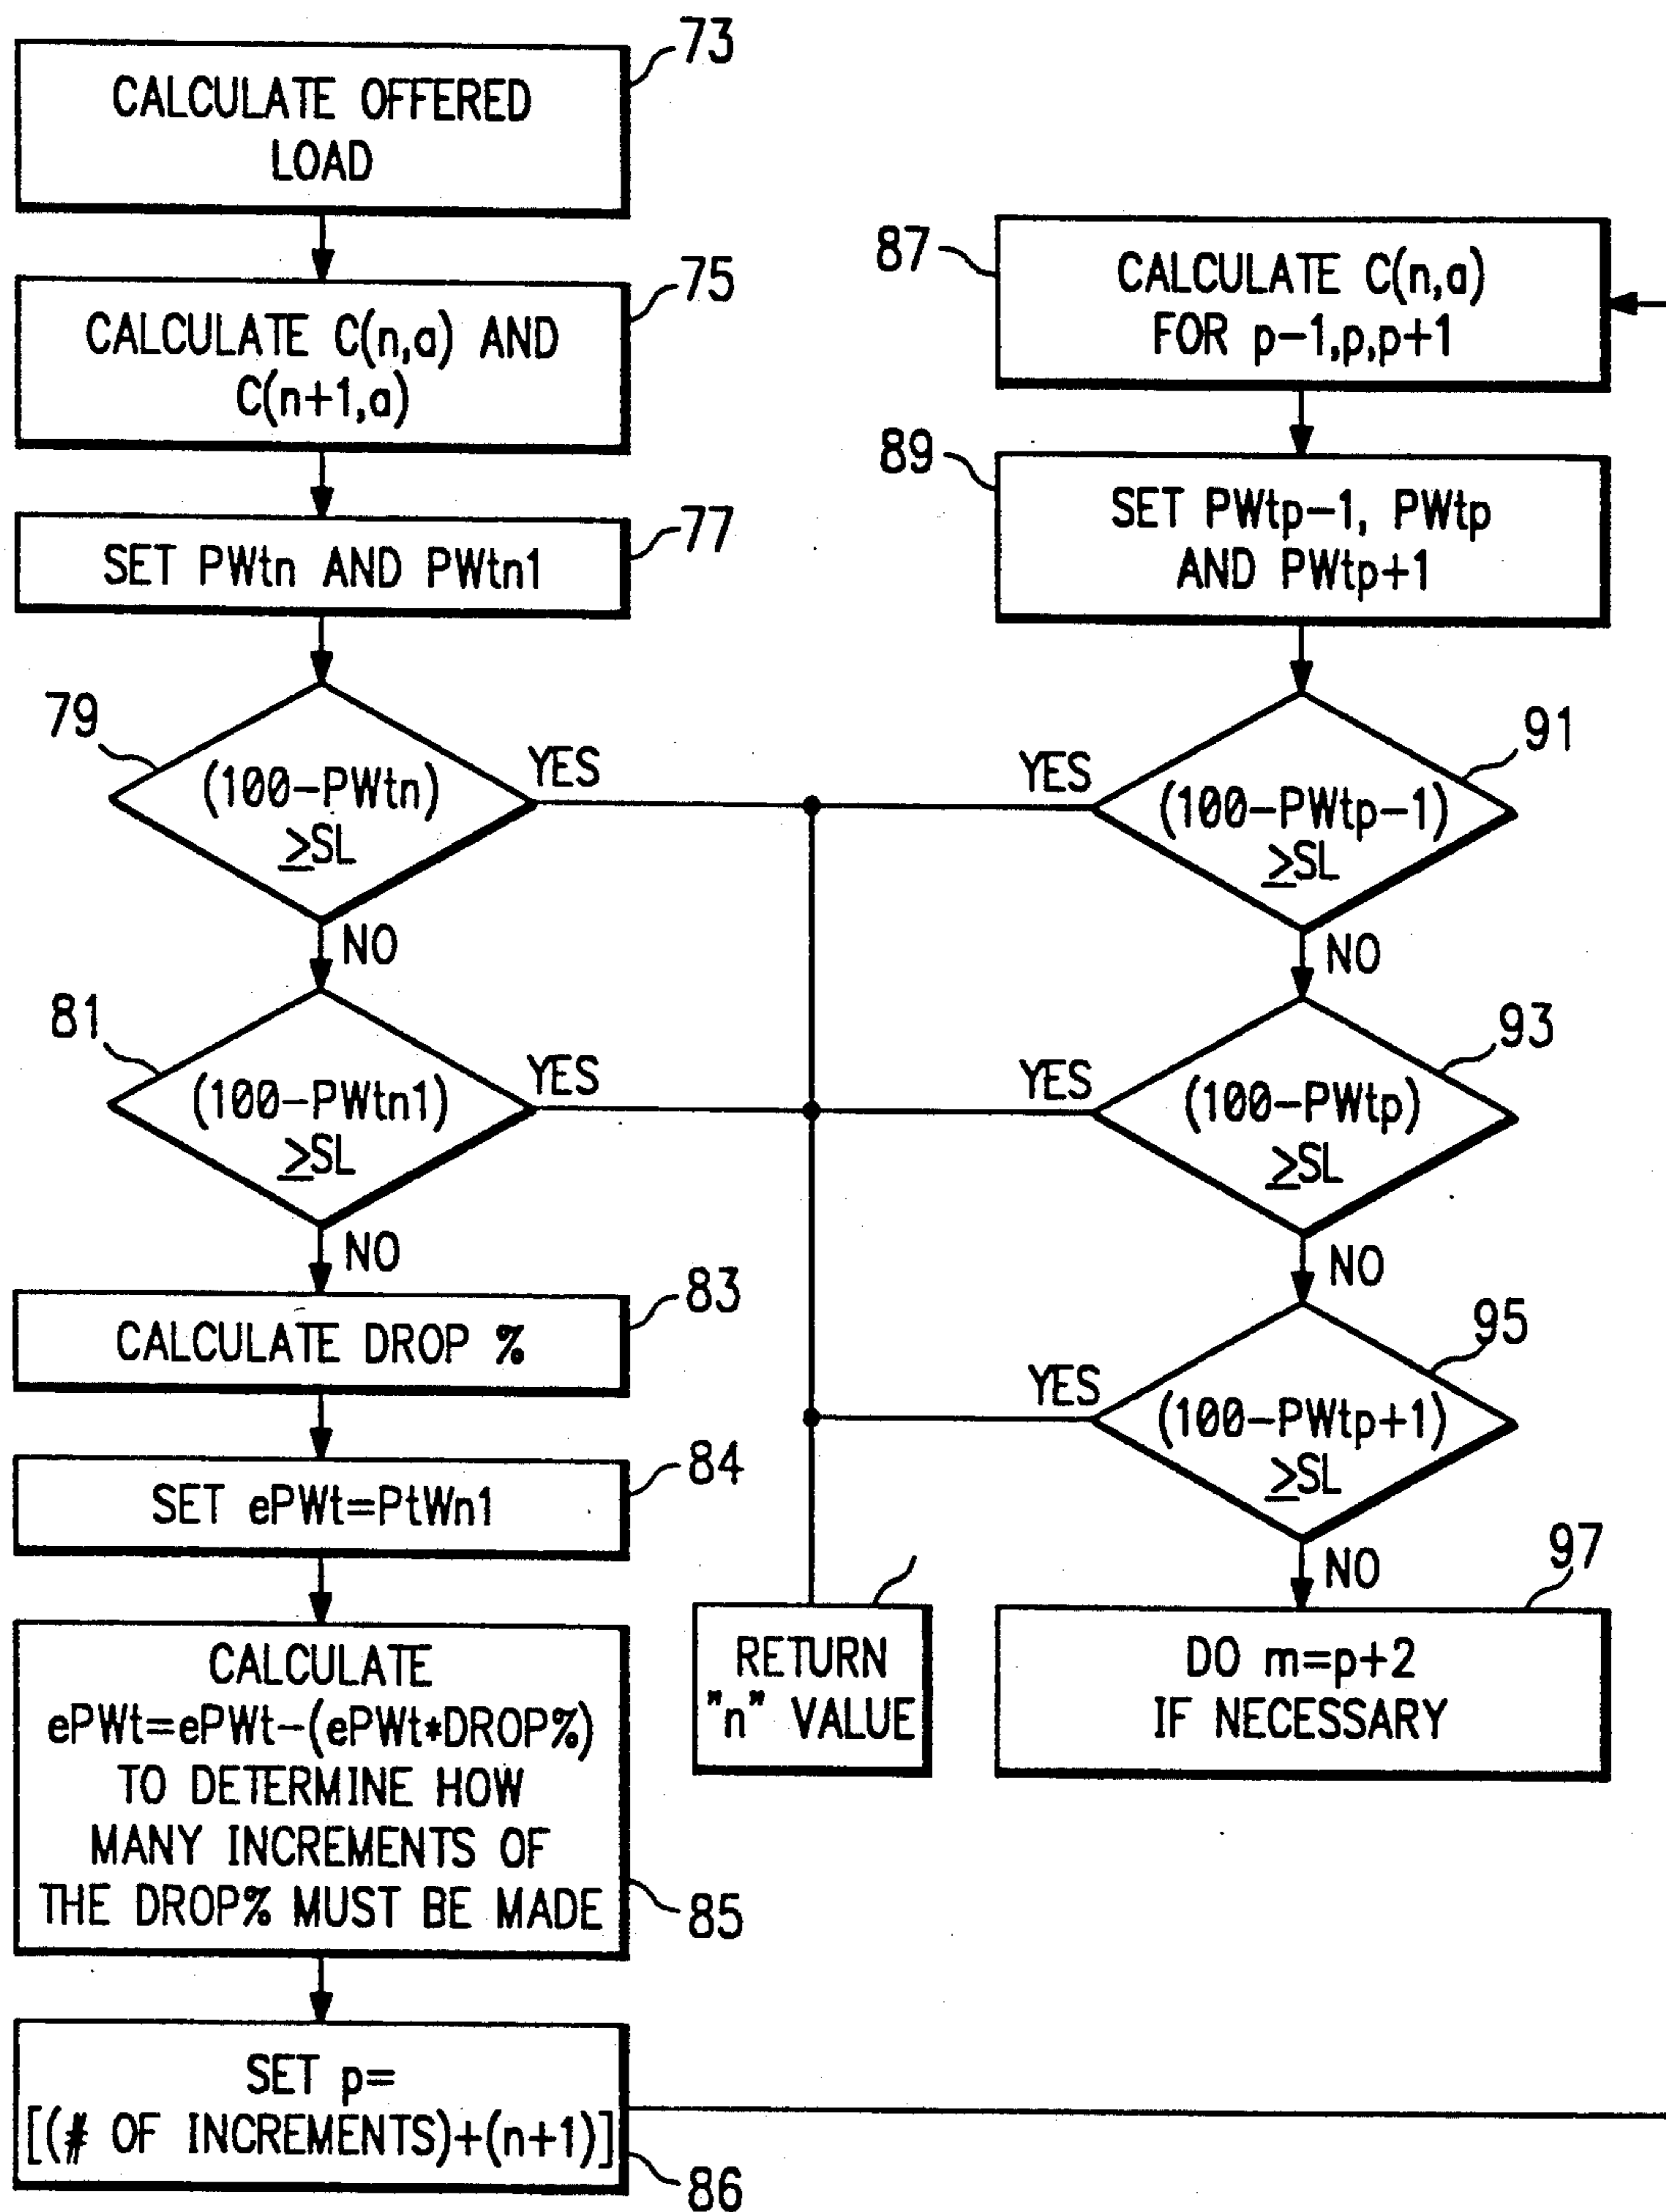 73
CALCULATE OFFERED
LOAD
75
CALCULATE C(n,a) AND
C(n+1,a)
77
SET PWtn AND PWtn1
79
(100-PWtn)
≥SL
YES
NO
81
(100-PWtn1)
≥SL
YES
NO
83
CALCULATE DROP %
84
SET ePWt=PtWn1
CALCULATE
ePWt=ePWt-(ePWt*DROP%)
TO DETERMINE HOW
MANY INCREMENTS OF
THE DROP% MUST BE MADE
85
SET p=
[(# OF INCREMENTS)+(n+1)]
86
87
CALCULATE C(n,a)
FOR p-1,p,p+1
89
SET PWtp-1, PWtp
AND PWtp+1
91
YES
(100-PWtp-1)
≥SL
NO
93
YES
(100-PWtp)
≥SL
NO
95
YES
(100-PWtp+1)
≥SL
NO
97
RETURN
"n" VALUE
DO m=p+2
IF NECESSARY